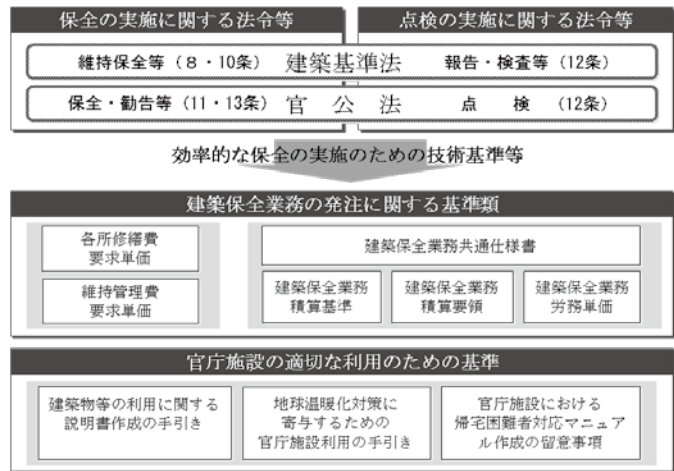 保全の実施に関する法令等
点検の実施に関する法令等
維持保全等（8・10条） 建築基準法 報告・検査等（12条）
保全・勧告等（11・13条） 官公法 点検（12条）
効率的な保全の実施のための技術基準等
建築保全業務の発注に関する基準類
各所修繕費
要求単価
維持管理費
要求単価
建築保全業務共通仕様書
建築保全業務
積算基準
建築保全業務
積算要領
建築保全業務
労務単価
官庁施設の適切な利用のための基準
建築物等の利用に関する
説明書作成の手引き
地球温暖化対策に
寄与するための
官庁施設利用の手引き
官庁施設における
帰宅困難者対応マニュア
ル作成の留意事項